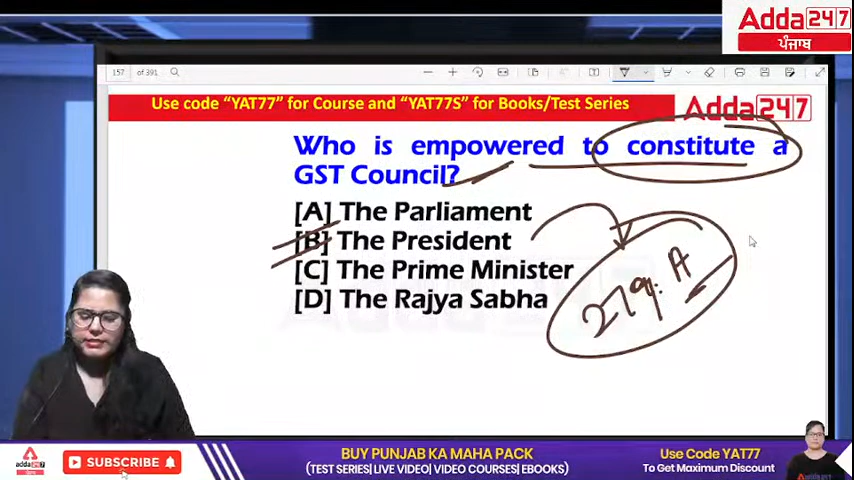 Adda247
ਪੰਜਾਬ
157 of 391
Use code "YAT77" for Course and "YAT77S" for Books/Test Series
Adda247
Who is empowered to constitute a
GST Council?
[A] The Parliament
[B] The President
[C] The Prime Minister
[D] The Rajya Sabha
279. A
adda247
SUBSCRIBE
BUY PUNJAB KA MAHA PACK
(TEST SERIES| LIVE VIDEO| VIDEO COURSES| EBOOKS)
Use Code YAT77
To Get Maximum Discount